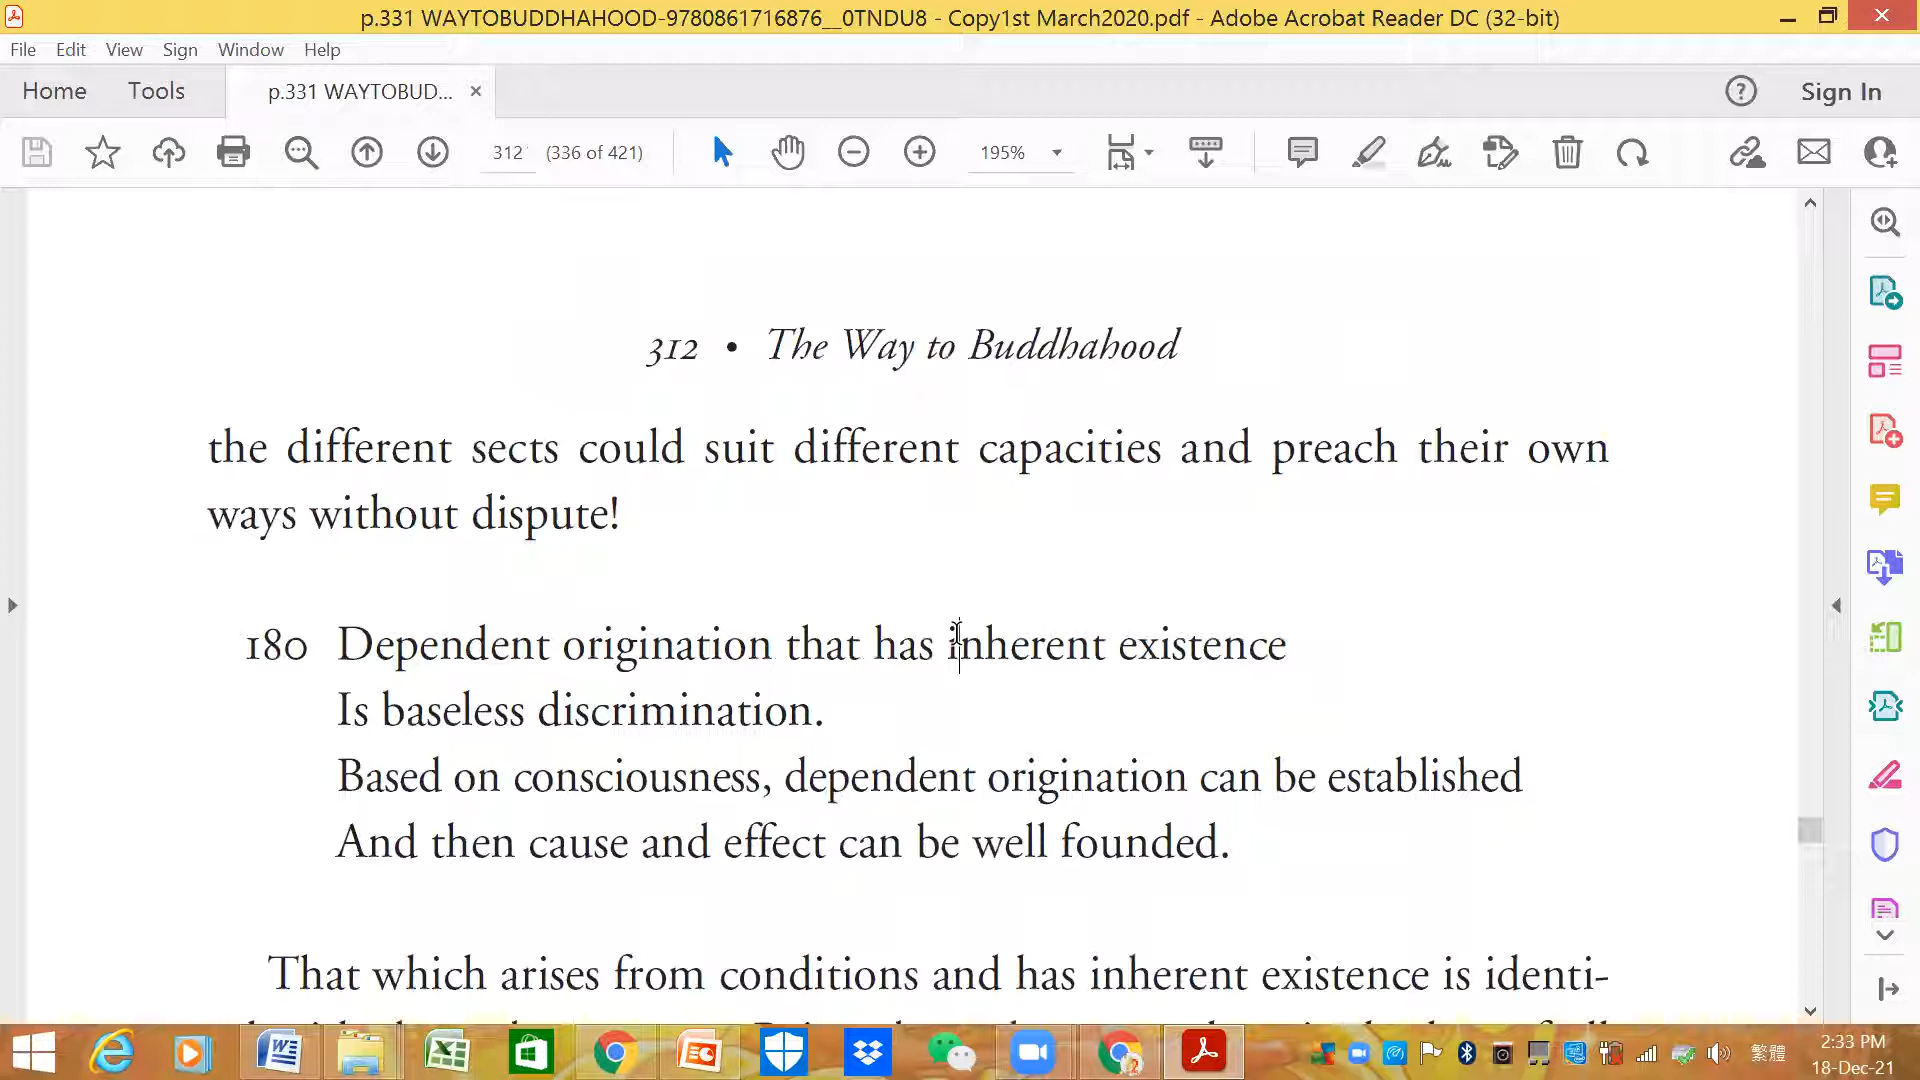 p.331 WAYTOBUDDHAHOOD-9780861716876__0TNDU8 - Copy1st March2020.pdf - Adobe Acrobat Reader DC (32-bit)
File Edit View Sign Window Help
Home Tools p.331 WAYTOBUD... × Sign In
312 (336 of 421) 195%
312 • The Way to Buddhahood
the different sects could suit different capacities and preach their own
ways without dispute!
180 Dependent origination that has inherent existence
Is baseless discrimination.
Based on consciousness, dependent origination can be established
And then cause and effect can be well founded.
That which arises from conditions and has inherent existence is identi-
繁體 2:33 PM
18-Dec-21